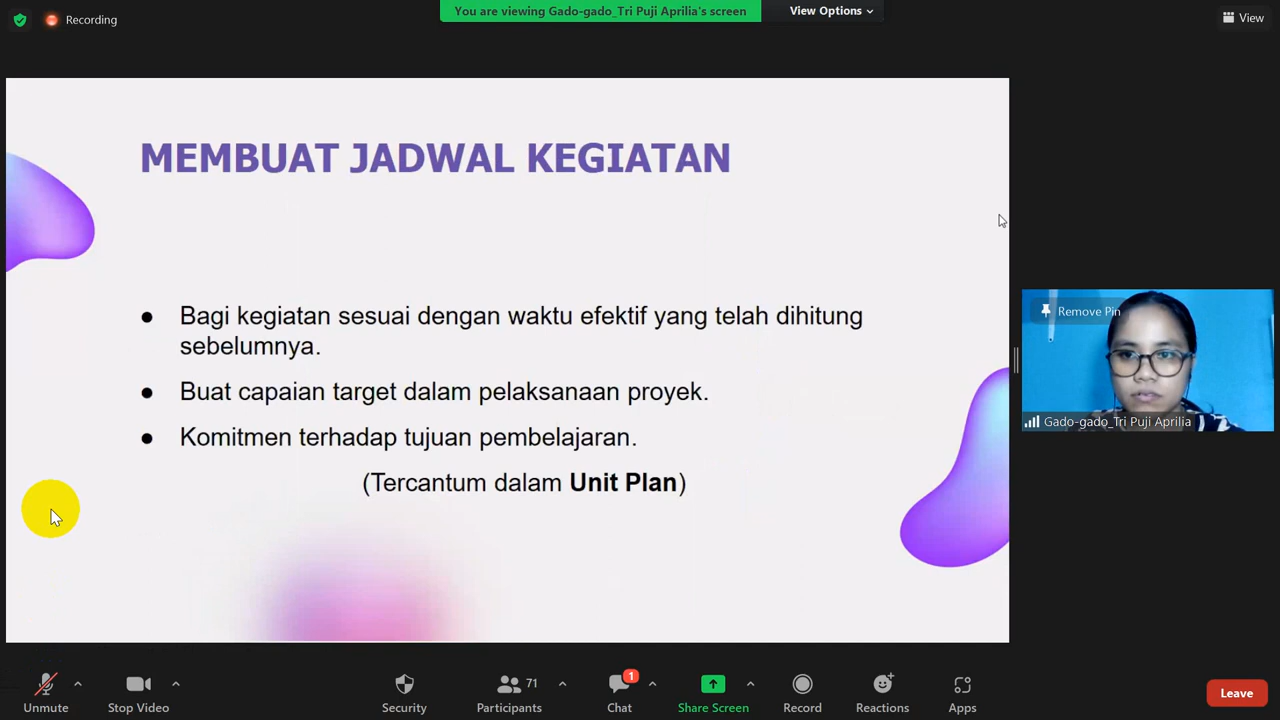 Recording
You are viewing Gado-gado_Tri Puji Aprilia's screen
View Options
View
MEMBUAT JADWAL KEGIATAN
● Bagi kegiatan sesuai dengan waktu efektif yang telah dihitung
sebelumnya.
● Buat capaian target dalam pelaksanaan proyek.
● Komitmen terhadap tujuan pembelajaran.
(Tercantum dalam Unit Plan)
Remove Pin
Gado-gado_Tri Puji Aprilia
Unmute
Stop Video
Security
71
Participants
1
Chat
Share Screen
Record
Reactions
Apps
Leave